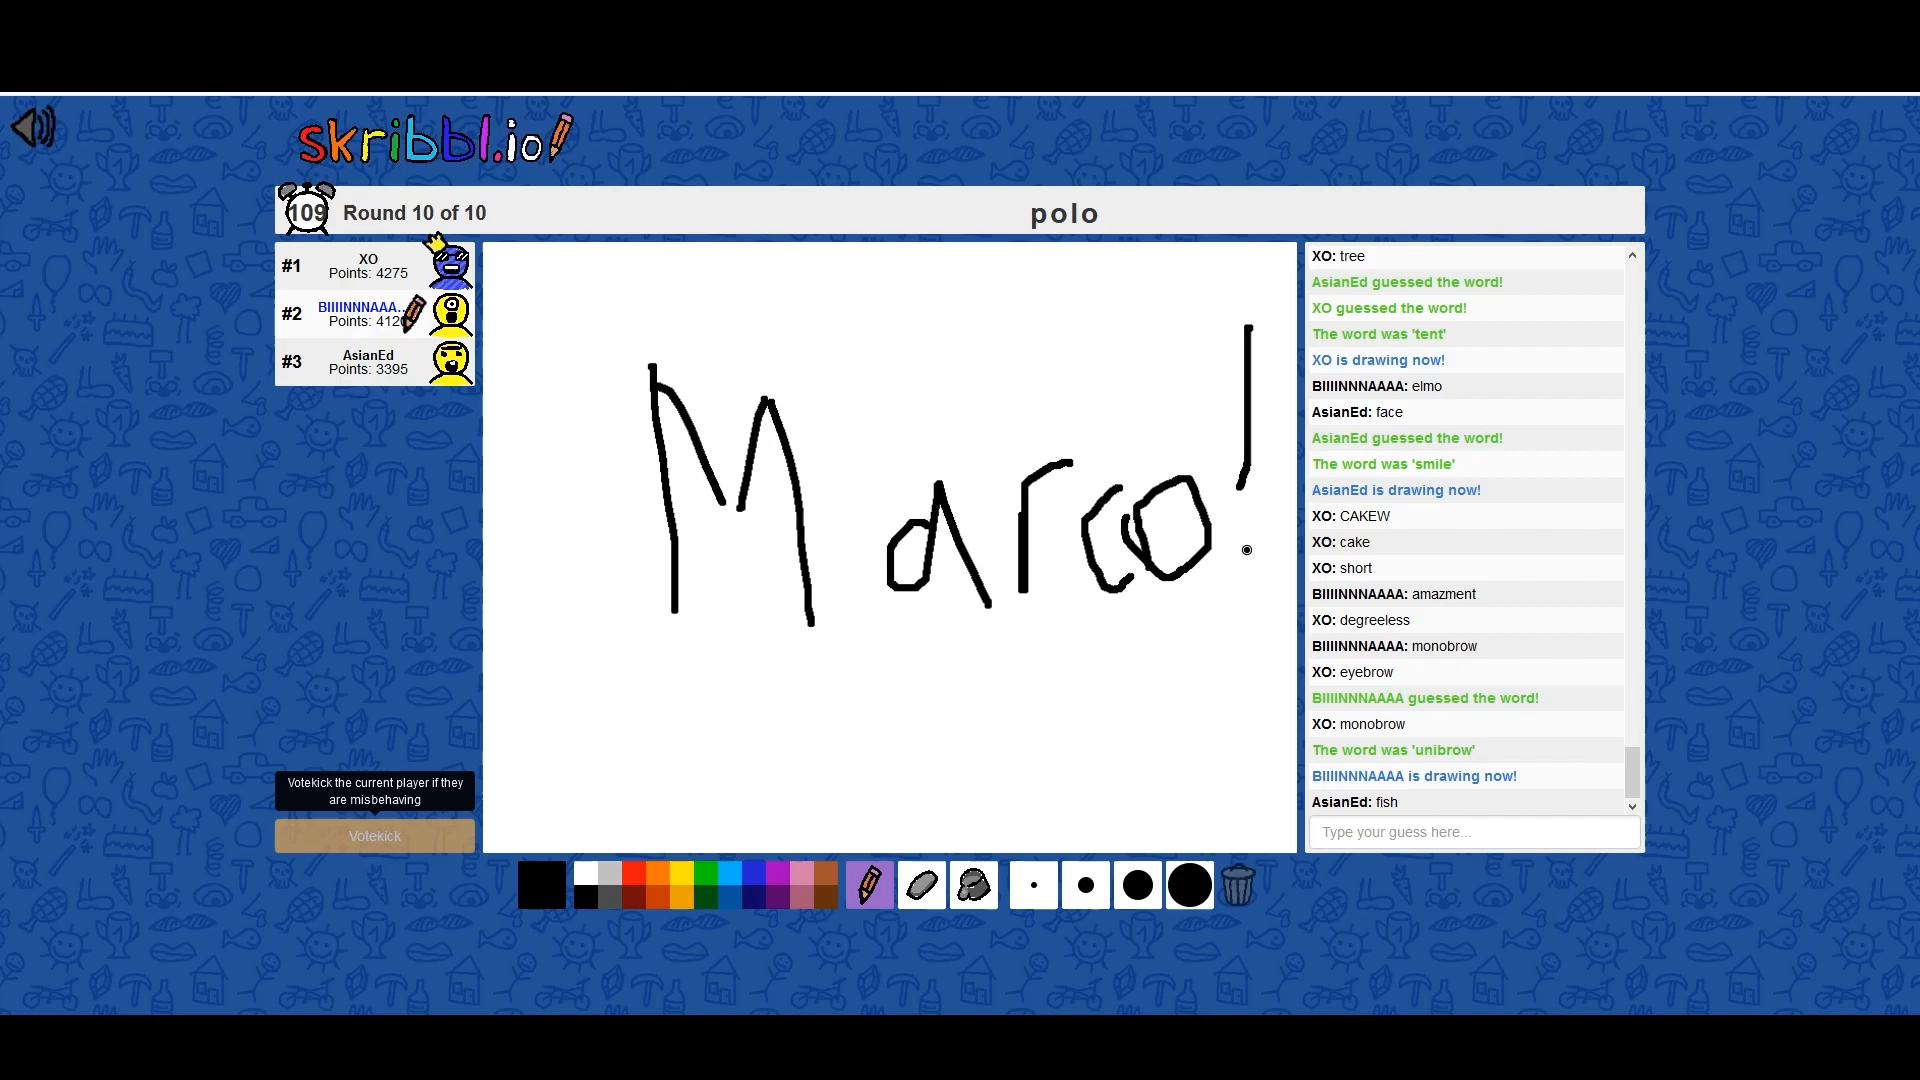 skribbl.io
109
Round 10 of 10
polo
#1
XO
Points: 4275
#2
BIIIINNNAAA...
Points: 4120
#3
AsianEd
Points: 3395
Marco!
XO: tree
AsianEd guessed the word!
XO guessed the word!
The word was 'tent'
XO is drawing now!
BIIIINNNAAAA: elmo
AsianEd: face
AsianEd guessed the word!
The word was 'smile'
AsianEd is drawing now!
XO: CAKEW
XO: cake
XO: short
BIIIINNNAAAA: amazment
XO: degreeless
BIIIINNNAAAA: monobrow
XO: eyebrow
BIIIINNNAAAA guessed the word!
XO: monobrow
The word was 'unibrow'
BIIIINNNAAAA is drawing now!
AsianEd: fish
Type your guess here...
Votekick the current player if they
are misbehaving
Votekick